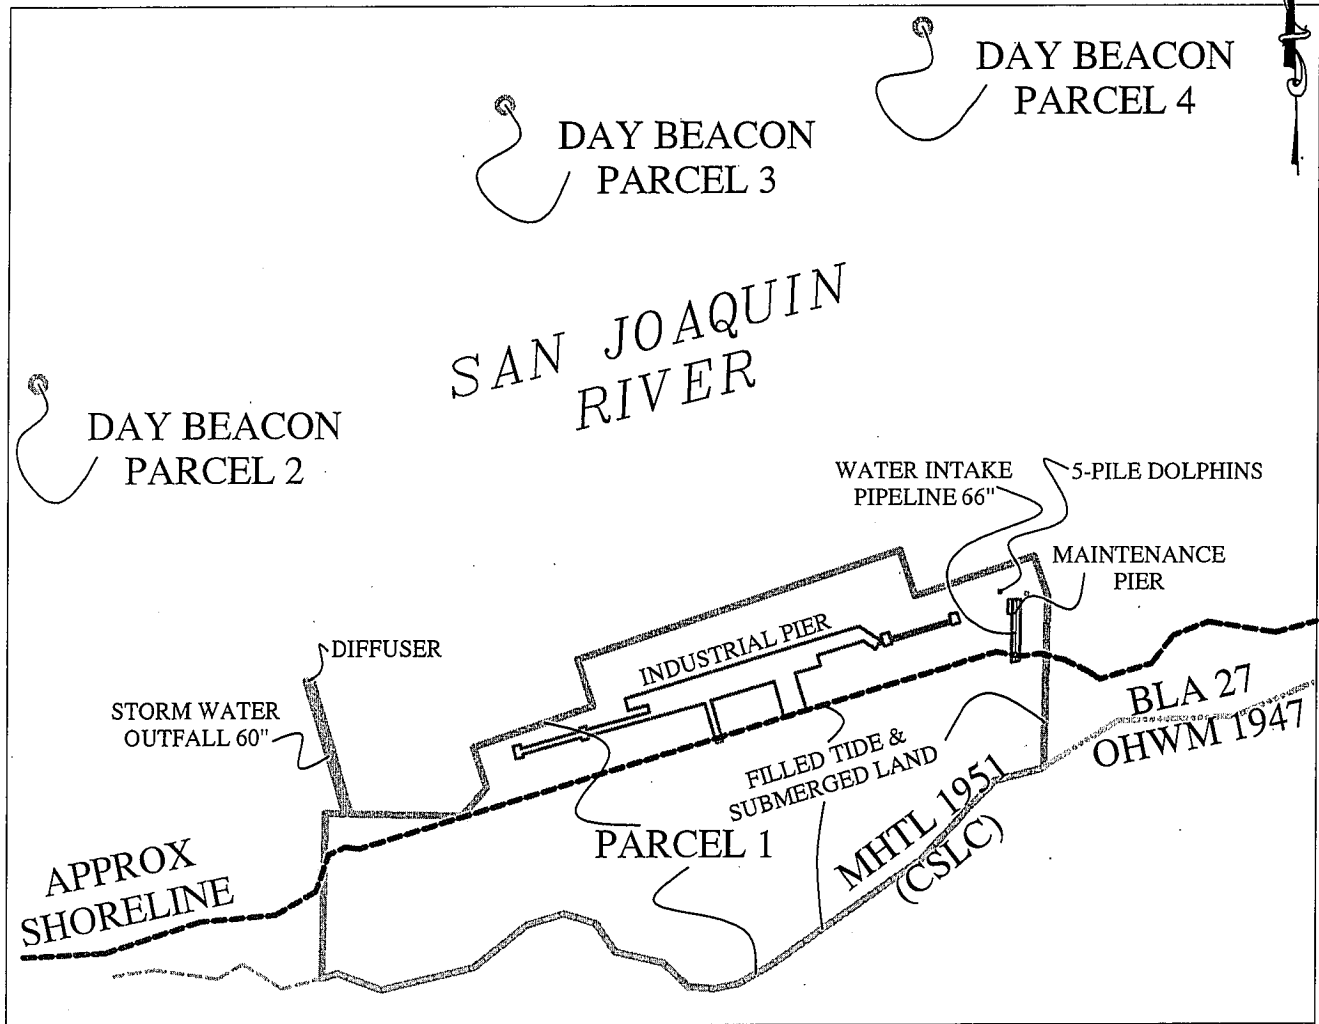 DAY BEACON
PARCEL 4
DAY BEACON
PARCEL 3
SAN JOAQUIN
RIVER
DAY BEACON
PARCEL 2
WATER INTAKE
PIPELINE 66"
5-PILE DOLPHINS
MAINTENANCE
PIER
DIFFUSER
INDUSTRIAL PIER
STORM WATER
OUTFALL 60"
BLA 27
OHWM 1947
FILLED TIDE &
SUBMERGED LAND
MHTL 1951
(CSLC)
PARCEL 1
APPROX
SHORELINE